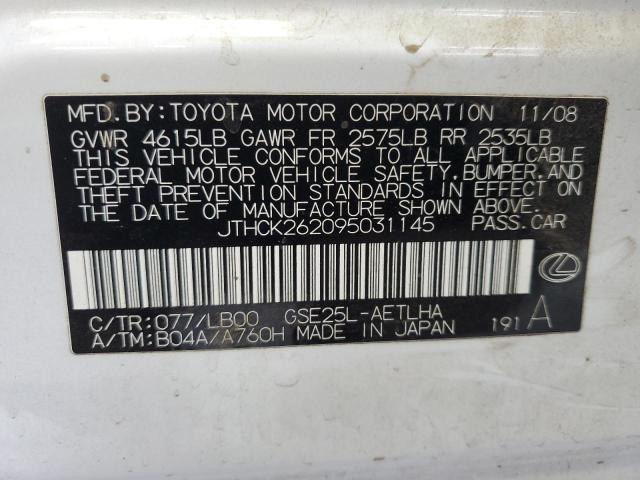 MFD. BY: TOYOTA MOTOR CORPORATION 11/08
GVWR 4615LB GAWR FR 2575LB RR 2535LB
THIS VEHICLE CONFORMS TO ALL APPLICABLE
FEDERAL MOTOR VEHICLE SAFETY, BUMPER, AND
THEFT PREVENTION STANDARDS IN EFFECT ON
THE DATE OF MANUFACTURE SHOWN ABOVE.
JTHCK262095031145 PASS. CAR
C/TR: 077/LB00 GSE25L-AETLHA
A/TM: B04A/A760H MADE IN JAPAN 191 A